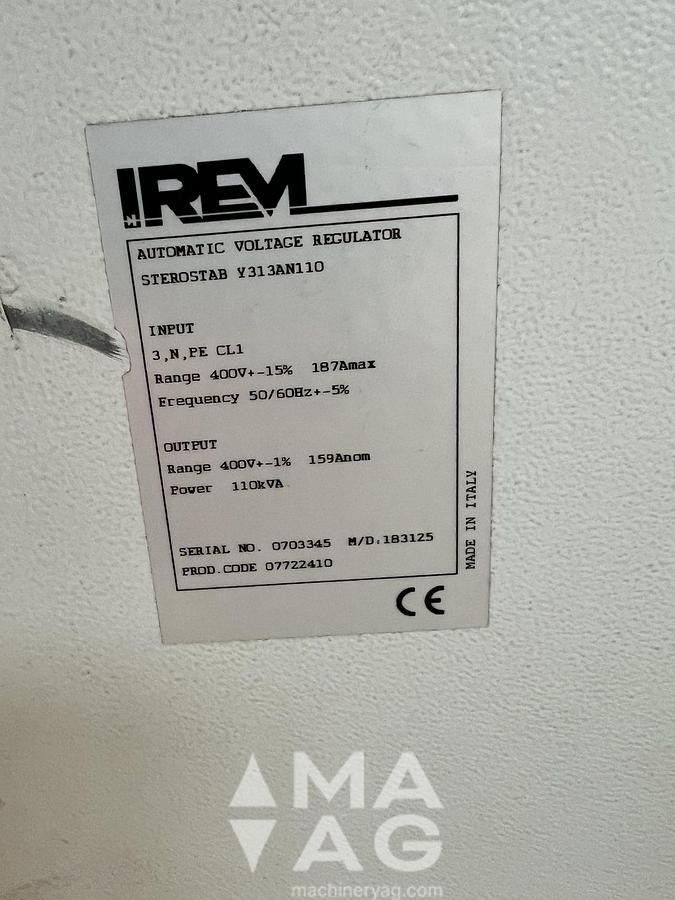 IREM
AUTOMATIC VOLTAGE REGULATOR
STEROSTAB Y313AN110
INPUT
3,N,PE CL1
Range 400V+-15% 187Amax
Frequency 50/60Hz+-5%
OUTPUT
Range 400V+-1% 159Anom
Power 110kVA
SERIAL NO. 0703345 M/D:183125
PROD.CODE 07722410
MADE IN ITALY
CE
MA
AG
machineryag.com